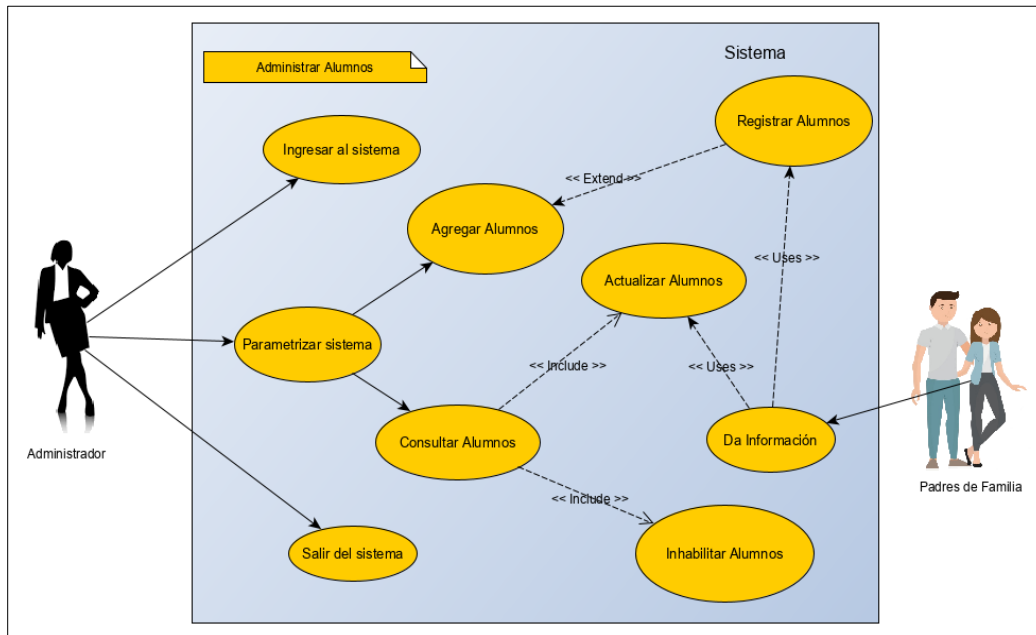 Administrar Alumnos
Sistema
Registrar Alumnos
Ingresar al sistema
<< Extend >>
Agregar Alumnos
<< Uses >>
Actualizar Alumnos
Parametrizar sistema
<< Include >>
<< Uses >>
Consultar Alumnos
Da Información
Administrador
Padres de Familia
<< Include >>
Salir del sistema
Inhabilitar Alumnos